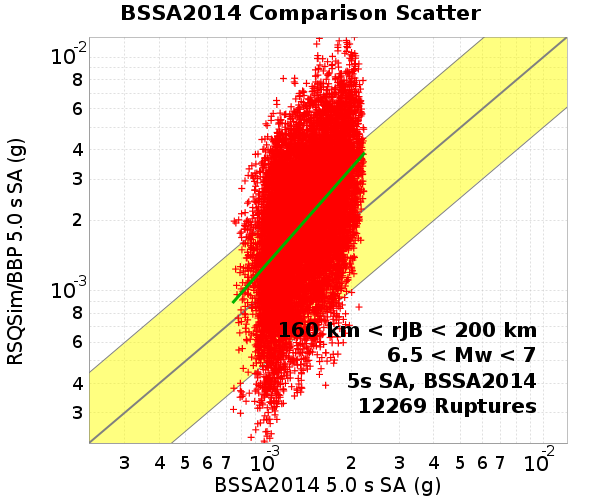 BSSA2014 Comparison Scatter
RSQSim/BBP 5.0 s SA (g)
10-2
8
6
4
3
2
10-3
8
6
4
3
160 km < rJB < 200 km
6.5 < Mw < 7
5s SA, BSSA2014
12269 Ruptures
3 4 5 6 7 10-3 2 3 4 5 6 7 10-2
BSSA2014 5.0 s SA (g)